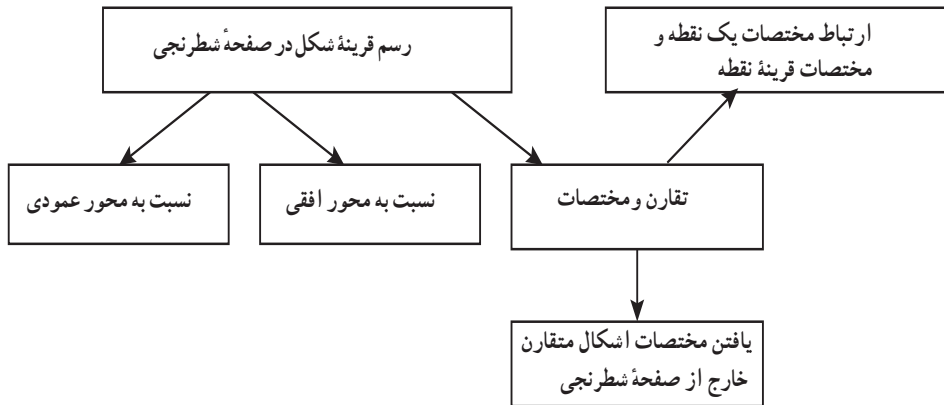 رسم قرینهٔ شکل در صفحهٔ شطرنجی
ارتباط مختصات یک نقطه و
مختصات قرینهٔ نقطه
تقارن و مختصات
نسبت به محور افقی
نسبت به محور عمودی
یافتن مختصات اشکال متقارن
خارج از صفحهٔ شطرنجی